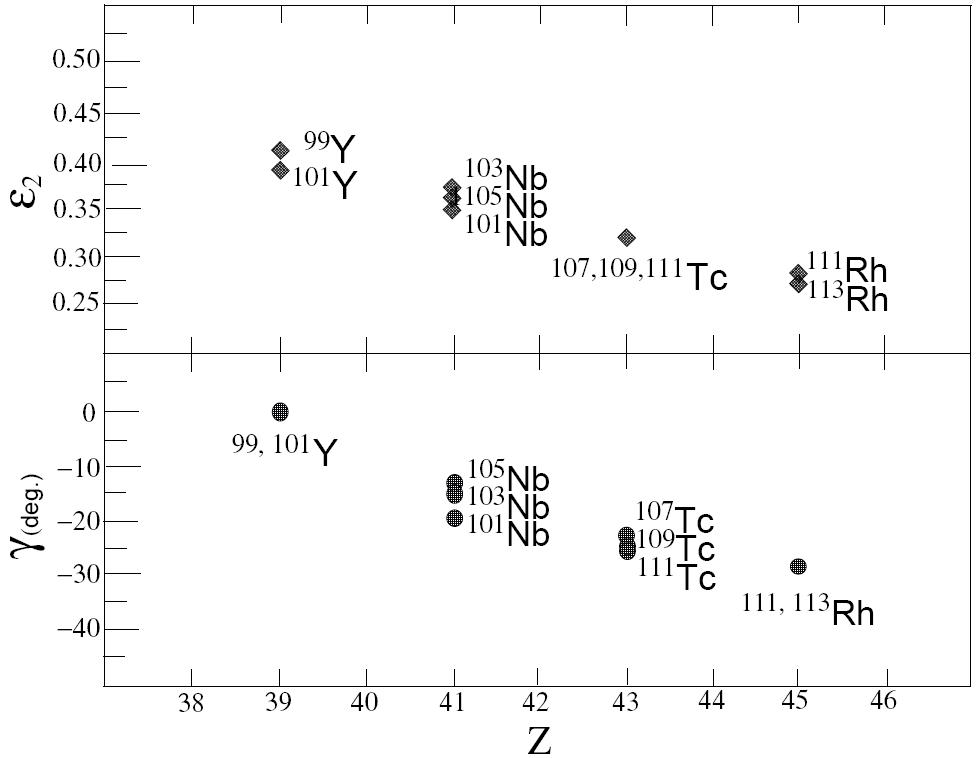 ε₂
0.50
0.45
0.40
0.35
0.30
0.25
⁹⁹Y
¹⁰¹Y
¹⁰³Nb
¹⁰⁵Nb
¹⁰¹Nb
¹⁰⁷,¹⁰⁹,¹¹¹Tc
¹¹¹Rh
¹¹³Rh
γ(deg.)
0
−10
−20
−30
−40
⁹⁹, ¹⁰¹Y
¹⁰⁵Nb
¹⁰³Nb
¹⁰¹Nb
¹⁰⁷Tc
¹⁰⁹Tc
¹¹¹Tc
¹¹¹, ¹¹³Rh
38 39 40 41 42 43 44 45 46
Z